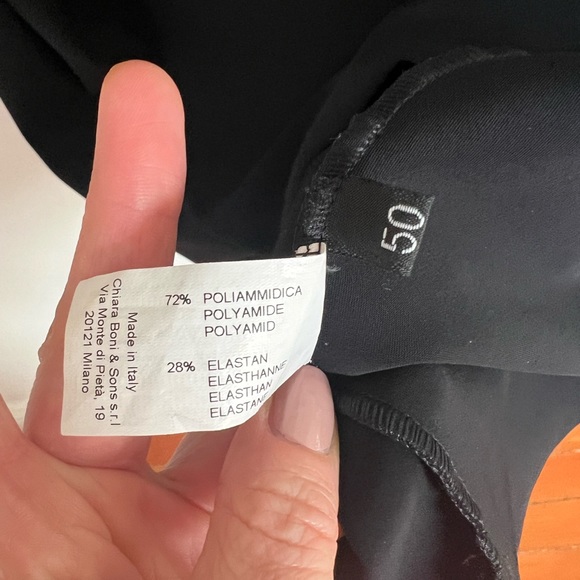 72% POLIAMMIDICA
POLYAMIDE
POLYAMID
28% ELASTAN
ELASTHANNE
ELASTHAN
ELASTANE
Made in Italy
Chiara Boni & Sons s.r.l
Via Monte di Pietà, 19
20121 Milano
50